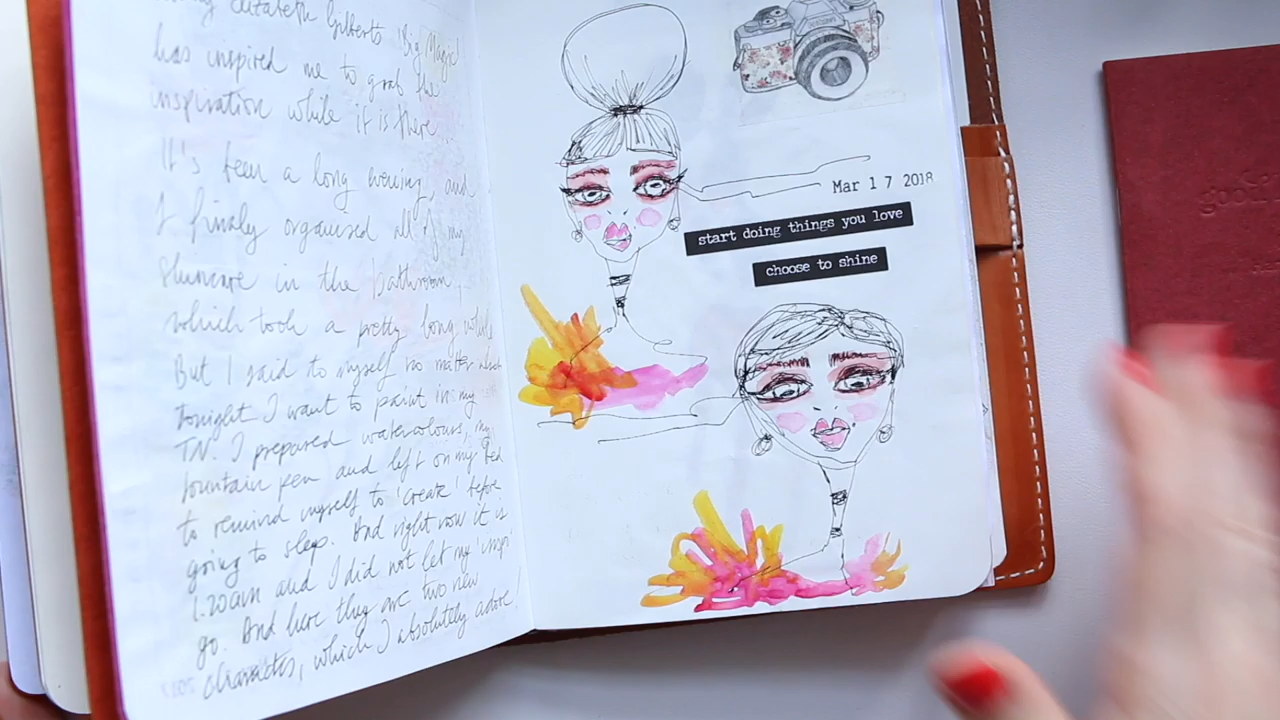 Elizabeth Gilberts 'Big Magic'
has inspired me to grab the
inspiration while it is there.
It's been a long evening, and
I finally organised all of my
skincare in the bathroom,
which took a pretty long while
But I said to myself no matter what
tonight I want to paint in my
TN. I prepared watercolours, my
fountain pen and left on my bed
to remind myself to 'create' before
going to sleep. And right now it is
1.20am and I did not let my 'inspi'
go. And here they are two new
characters, which I absolutely adore!
Mar 17 2018
start doing things you love
choose to shine